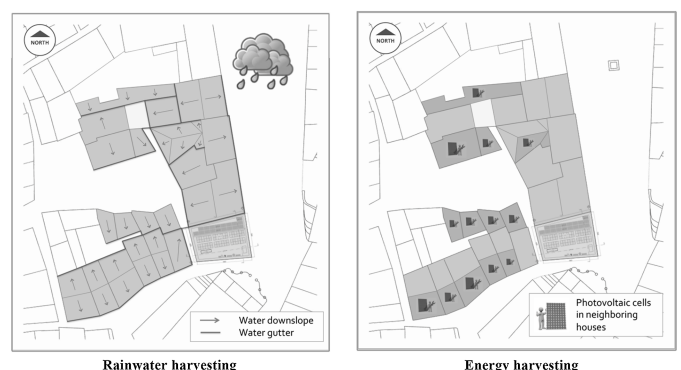 NORTH
Water downslope
Water gutter
Rainwater harvesting
NORTH
Photovoltaic cells
in neighboring
houses
Energy harvesting